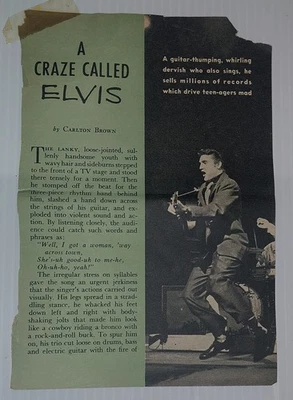 A
CRAZE CALLED
ELVIS
A guitar-thumping, whirling
dervish who also sings, he
sells millions of records
which drive teen-agers mad
by CARLTON BROWN
THE LANKY, loose-jointed, sul-
lenly handsome youth with
wavy hair and sideburns stepped
to the front of a TV stage and stood
there tensely for a moment. Then
he stomped off the beat for the
three-piece rhythm band behind
him, slashed a hand down across
the strings of his guitar, and ex-
ploded into violent sound and ac-
tion. By listening closely, the audi-
ence could catch such words and
phrases as:
"Well, I got a woman, 'way
across town,
She's-uh good-uh to me-he,
Oh-uh-ho, yeah!"
The irregular stress on syllables
gave the song an urgent jerkiness
that the singer's actions carried out
visually. His legs spread in a strad-
dling stance, he whacked his feet
down left and right with body-
shaking jolts that made him look
like a cowboy riding a bronco with
a rock-and-roll buck. To spur him
on, his trio cut loose on drums, bass
and electric guitar with the fire of